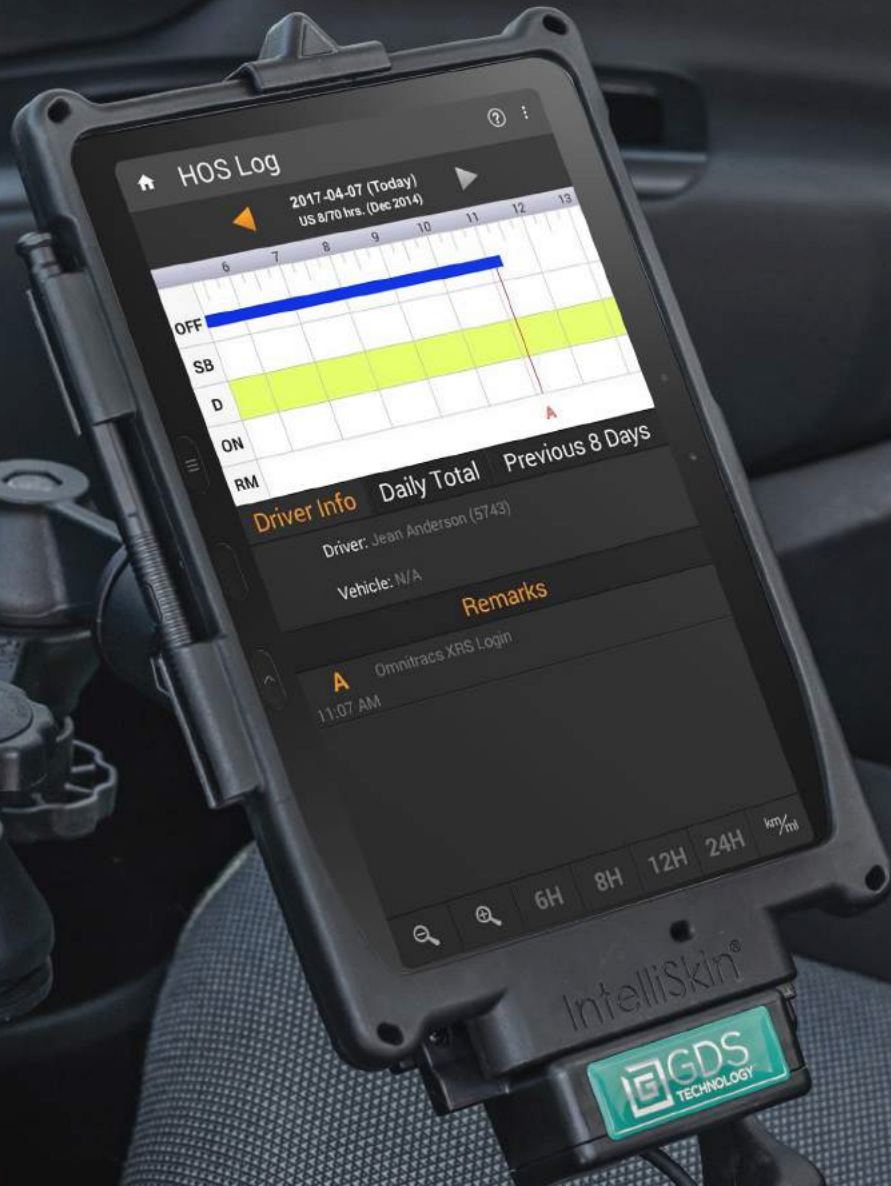 HOS Log
2017-04-07 (Today)
US 8/70 hrs. (Dec 2014)
6 7 8 9 10 11 12 13
OFF
SB
D
ON
RM
A
Driver Info Daily Total Previous 8 Days
Driver: Jean Anderson (5743)
Vehicle: N/A
Remarks
A Omnitracs XRS Login
11:07 AM
6H 8H 12H 24H km/mi
IntelliSkin®
GDS
TECHNOLOGY